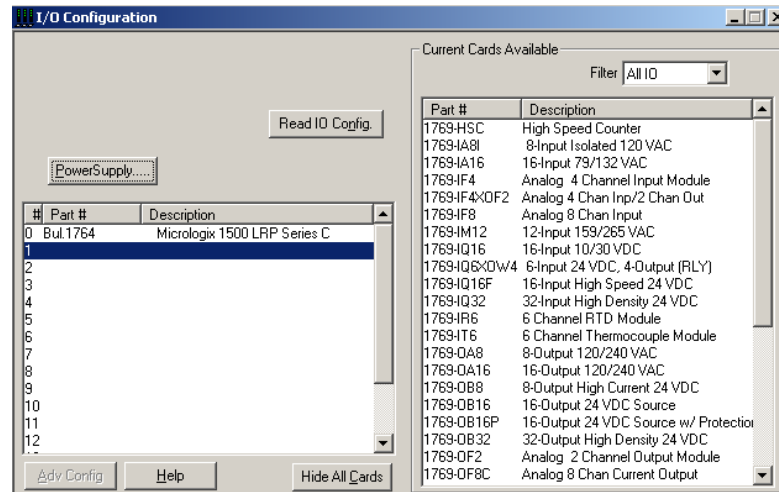 I/O Configuration
Read IO Config.
PowerSupply.....
# Part # Description
0 Bul.1764 Micrologix 1500 LRP Series C
1
2
3
4
5
6
7
8
9
10
11
12
Adv Config Help Hide All Cards
Current Cards Available
Filter All IO
Part # Description
1769-HSC High Speed Counter
1769-IA8I 8-Input Isolated 120 VAC
1769-IA16 16-Input 79/132 VAC
1769-IF4 Analog 4 Channel Input Module
1769-IF4XOF2 Analog 4 Chan Inp/2 Chan Out
1769-IF8 Analog 8 Chan Input
1769-IM12 12-Input 159/265 VAC
1769-IQ16 16-Input 10/30 VDC
1769-IQ6XOW4 6-Input 24 VDC, 4-Output (RLY)
1769-IQ16F 16-Input High Speed 24 VDC
1769-IQ32 32-Input High Density 24 VDC
1769-IR6 6 Channel RTD Module
1769-IT6 6 Channel Thermocouple Module
1769-OA8 8-Output 120/240 VAC
1769-OA16 16-Output 120/240 VAC
1769-OB8 8-Output High Current 24 VDC
1769-OB16 16-Output 24 VDC Source
1769-OB16P 16-Output 24 VDC Source w/ Protection
1769-OB32 32-Output High Density 24 VDC
1769-OF2 Analog 2 Channel Output Module
1769-OF8C Analog 8 Chan Current Output